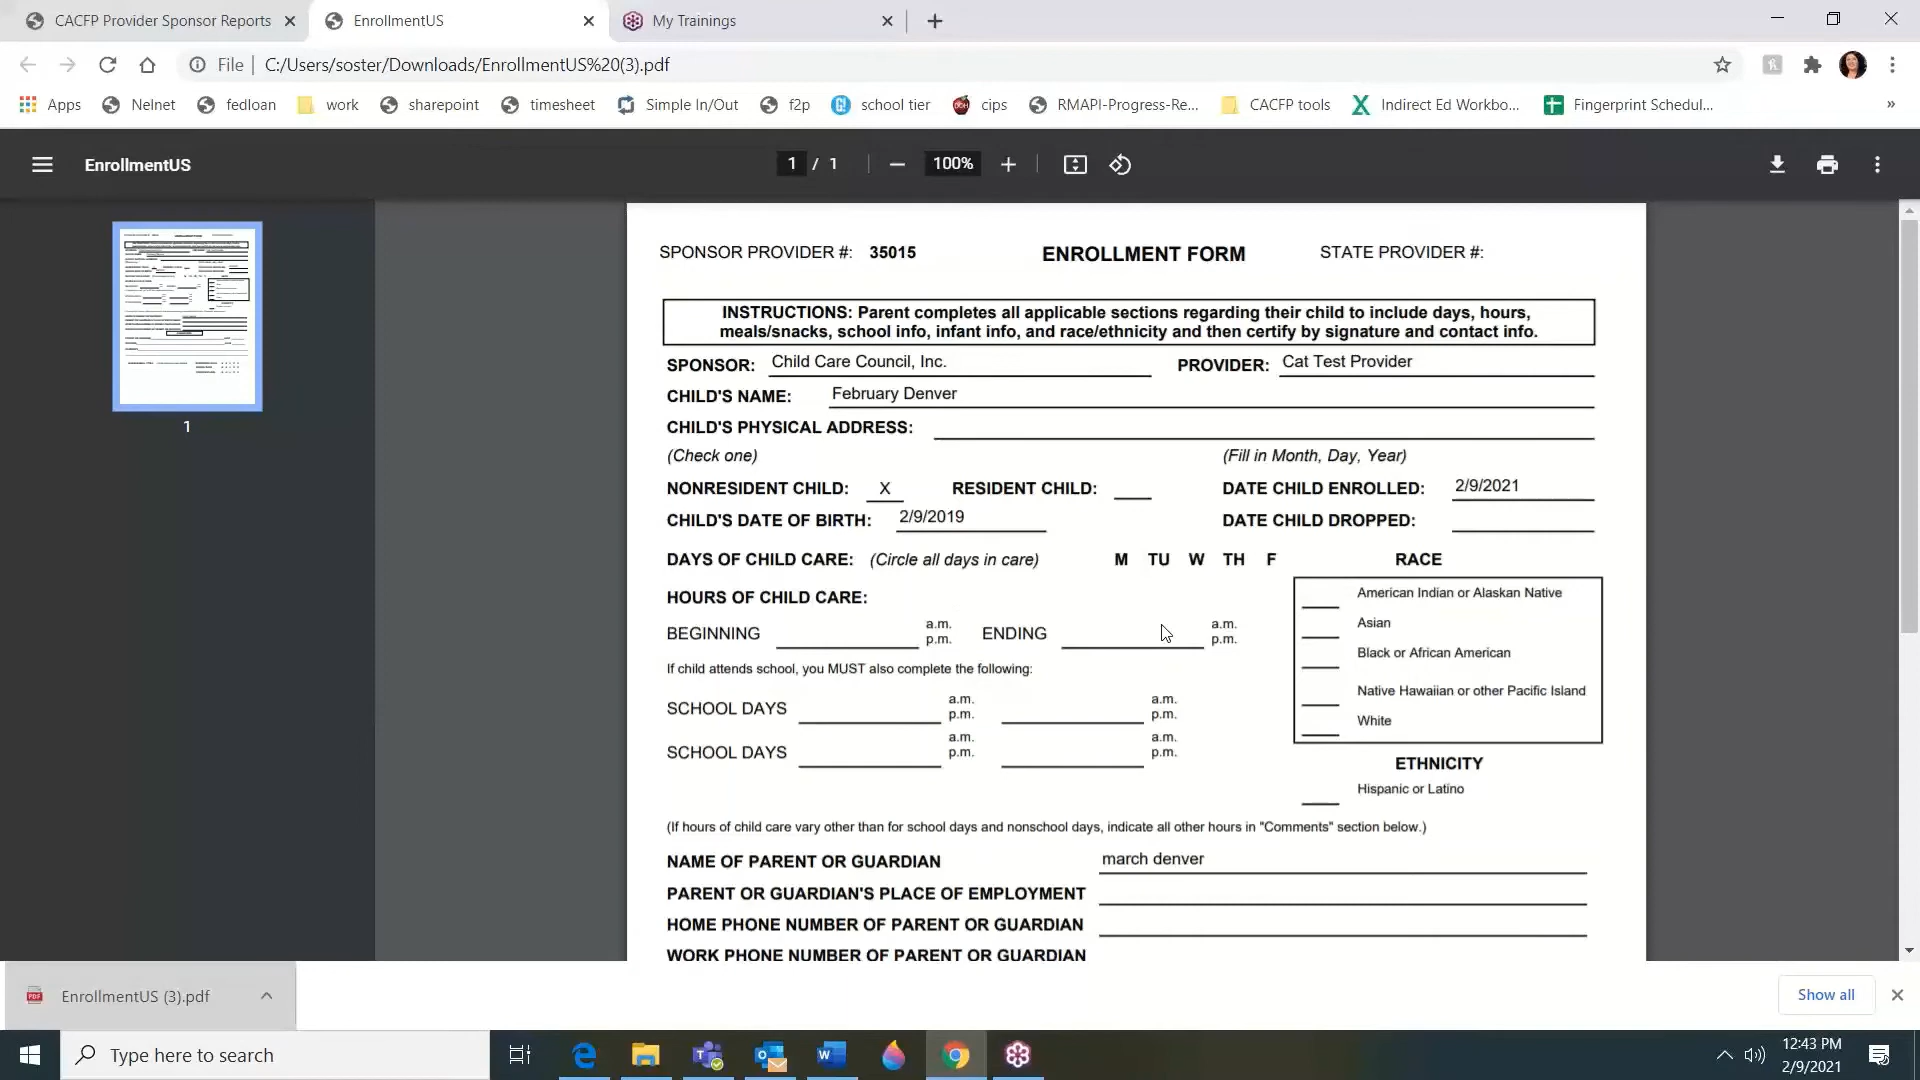 CACFP Provider Sponsor Reports
EnrollmentUS
My Trainings
File | C:/Users/soster/Downloads/EnrollmentUS%20(3).pdf
Apps Nelnet fedloan work sharepoint timesheet Simple In/Out f2p school tier cips RMAPI-Progress-Re... CACFP tools Indirect Ed Workbo... Fingerprint Schedul... »
EnrollmentUS 1 / 1 100%
1
SPONSOR PROVIDER #: 35015 ENROLLMENT FORM STATE PROVIDER #:
INSTRUCTIONS: Parent completes all applicable sections regarding their child to include days, hours,
meals/snacks, school info, infant info, and race/ethnicity and then certify by signature and contact info.
SPONSOR: Child Care Council, Inc. PROVIDER: Cat Test Provider
CHILD'S NAME: February Denver
CHILD'S PHYSICAL ADDRESS:
(Check one) (Fill in Month, Day, Year)
NONRESIDENT CHILD: X RESIDENT CHILD: DATE CHILD ENROLLED: 2/9/2021
CHILD'S DATE OF BIRTH: 2/9/2019 DATE CHILD DROPPED:
DAYS OF CHILD CARE: (Circle all days in care) M TU W TH F RACE
American Indian or Alaskan Native
HOURS OF CHILD CARE:
Asian
BEGINNING a.m. p.m. ENDING a.m. p.m.
Black or African American
If child attends school, you MUST also complete the following:
Native Hawaiian or other Pacific Island
SCHOOL DAYS a.m. p.m. a.m. p.m.
White
SCHOOL DAYS a.m. p.m. a.m. p.m.
ETHNICITY
Hispanic or Latino
(If hours of child care vary other than for school days and nonschool days, indicate all other hours in "Comments" section below.)
NAME OF PARENT OR GUARDIAN march denver
PARENT OR GUARDIAN'S PLACE OF EMPLOYMENT
HOME PHONE NUMBER OF PARENT OR GUARDIAN
WORK PHONE NUMBER OF PARENT OR GUARDIAN
EnrollmentUS (3).pdf
Show all
Type here to search
12:43 PM
2/9/2021